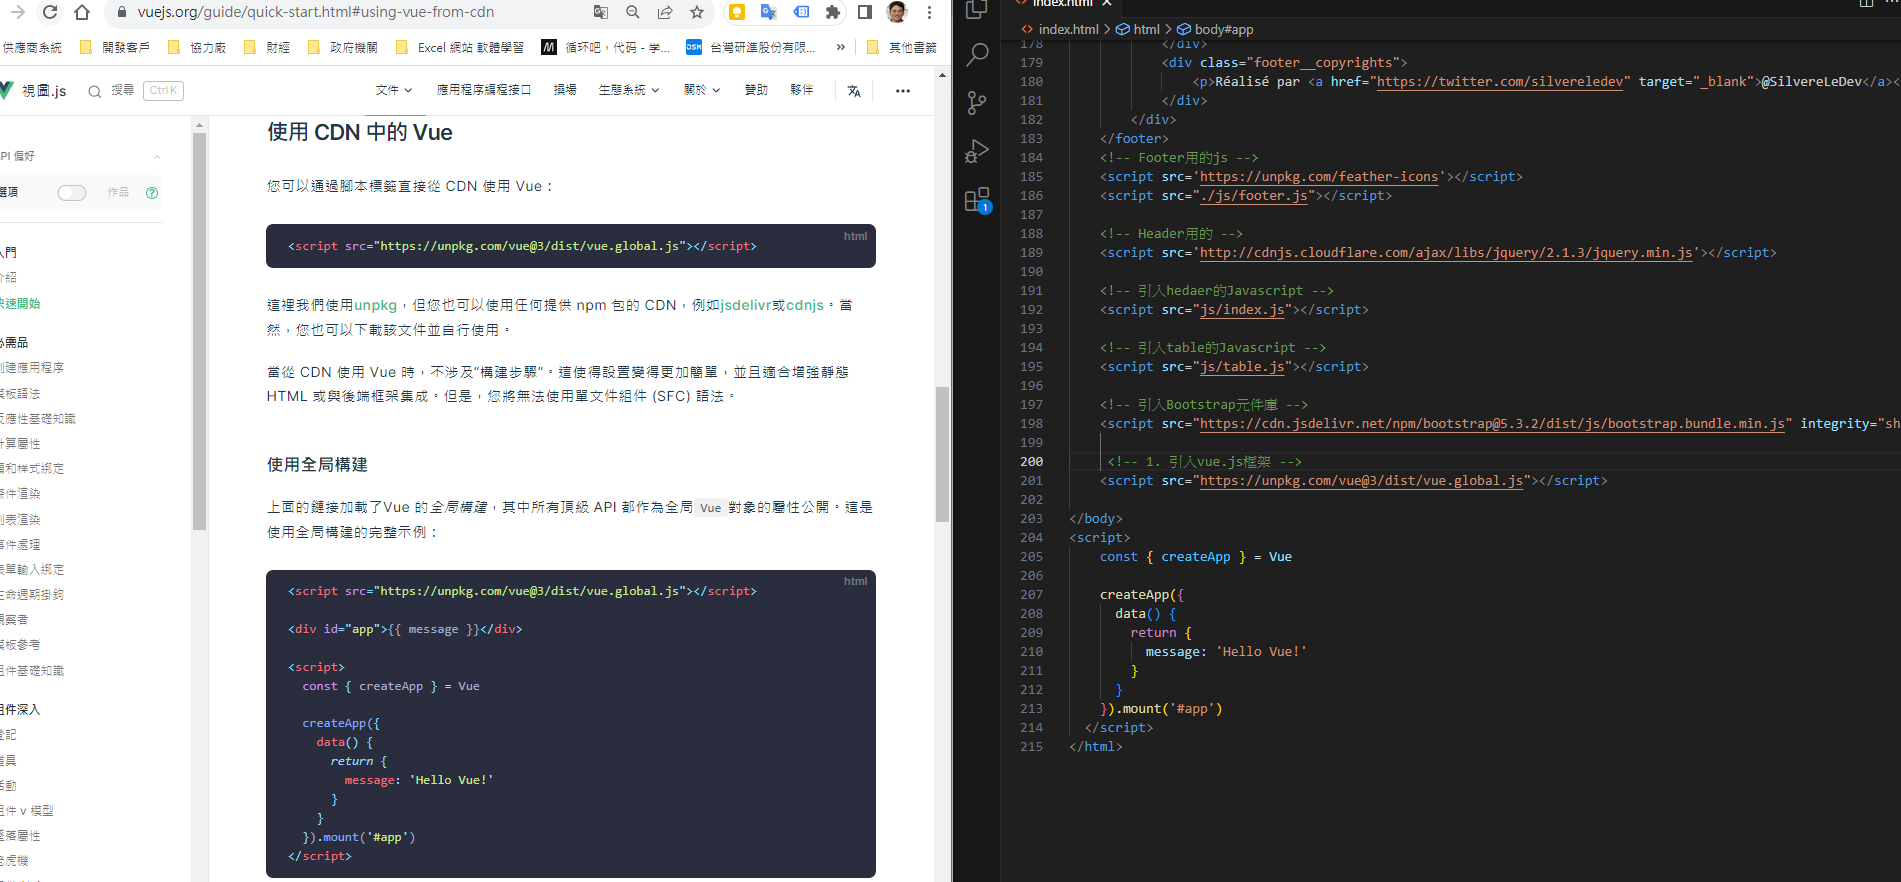 vuejs.org/guide/quick-start.html#using-vue-from-cdn
供應商系統 開發客戶 協力廠 財經 政府機關 Excel 網站 軟體學習 循环吧，代码 - 学... 台灣研準股份有限... » 其他書籤
視圖.js 搜尋 Ctrl K 文件 應用程序編程接口 操場 生態系統 關於 贊助 夥伴
PI 偏好
選項 作品
入門
介紹
快速開始
必需品
創建應用程序
模板語法
反應性基礎知識
計算屬性
類和样式綁定
條件渲染
列表渲染
事件處理
表單輸入綁定
生命週期掛鉤
觀察者
模板參考
組件基礎知識
組件深入
登記
道具
活動
組件 v 模型
墜落屬性
老虎機
使用 CDN 中的 Vue
您可以通過腳本標籤直接從 CDN 使用 Vue：
html
<script src="https://unpkg.com/vue@3/dist/vue.global.js"></script>
這裡我們使用unpkg，但您也可以使用任何提供 npm 包的 CDN，例如jsdelivr或cdnjs。當
然，您也可以下載該文件並自行使用。
當從 CDN 使用 Vue 時，不涉及“構建步驟”。這使得設置變得更加簡單，並且適合增強靜態
HTML 或與後端框架集成。但是，您將無法使用單文件組件 (SFC) 語法。
使用全局構建
上面的鏈接加載了Vue 的全局構建，其中所有頂級 API 都作為全局 Vue 對象的屬性公開。這是
使用全局構建的完整示例：
html
<script src="https://unpkg.com/vue@3/dist/vue.global.js"></script>
<div id="app">{{ message }}</div>
<script>
const { createApp } = Vue
createApp({
data() {
return {
message: 'Hello Vue!'
}
}
}).mount('#app')
</script>
index.html
index.html > html > body#app
1
178 </div>
179 <div class="footer__copyrights">
180 <p>Réalisé par <a href="https://twitter.com/silvereledev" target="_blank">@SilvereLeDev</a><
181 </div>
182 </div>
183 </footer>
184 <!-- Footer用的js -->
185 <script src='https://unpkg.com/feather-icons'></script>
186 <script src="./js/footer.js"></script>
187
188 <!-- Header用的 -->
189 <script src='http://cdnjs.cloudflare.com/ajax/libs/jquery/2.1.3/jquery.min.js'></script>
190
191 <!-- 引入hedaer的Javascript -->
192 <script src="js/index.js"></script>
193
194 <!-- 引入table的Javascript -->
195 <script src="js/table.js"></script>
196
197 <!-- 引入Bootstrap元件庫 -->
198 <script src="https://cdn.jsdelivr.net/npm/bootstrap@5.3.2/dist/js/bootstrap.bundle.min.js" integrity="sh
199
200 <!-- 1. 引入vue.js框架 -->
201 <script src="https://unpkg.com/vue@3/dist/vue.global.js"></script>
202
203 </body>
204 <script>
205 const { createApp } = Vue
206
207 createApp({
208 data() {
209 return {
210 message: 'Hello Vue!'
211 }
212 }
213 }).mount('#app')
214 </script>
215 </html>